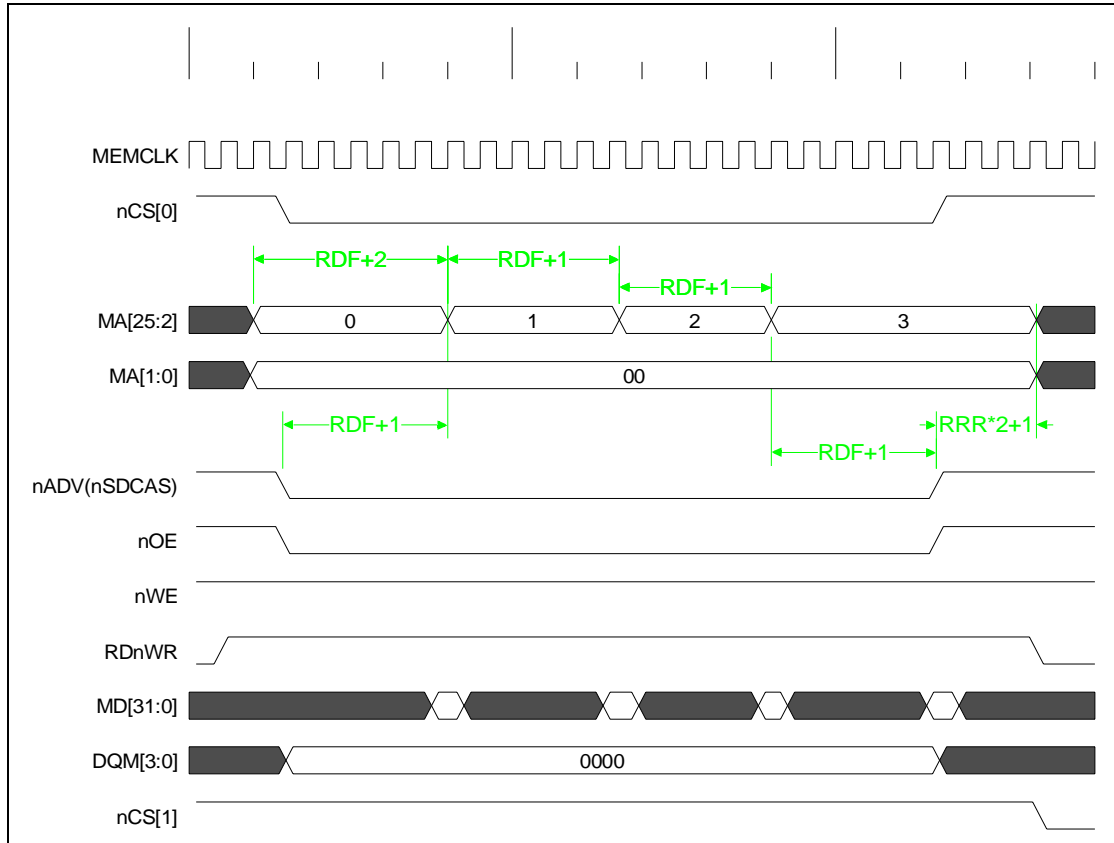 MEMCLK
nCS[0]
RDF+2 RDF+1
RDF+1
MA[25:2] 0 1 2 3
MA[1:0] 00
RDF+1 RRR*2+1
RDF+1
nADV(nSDCAS)
nOE
nWE
RDnWR
MD[31:0]
DQM[3:0] 0000
nCS[1]